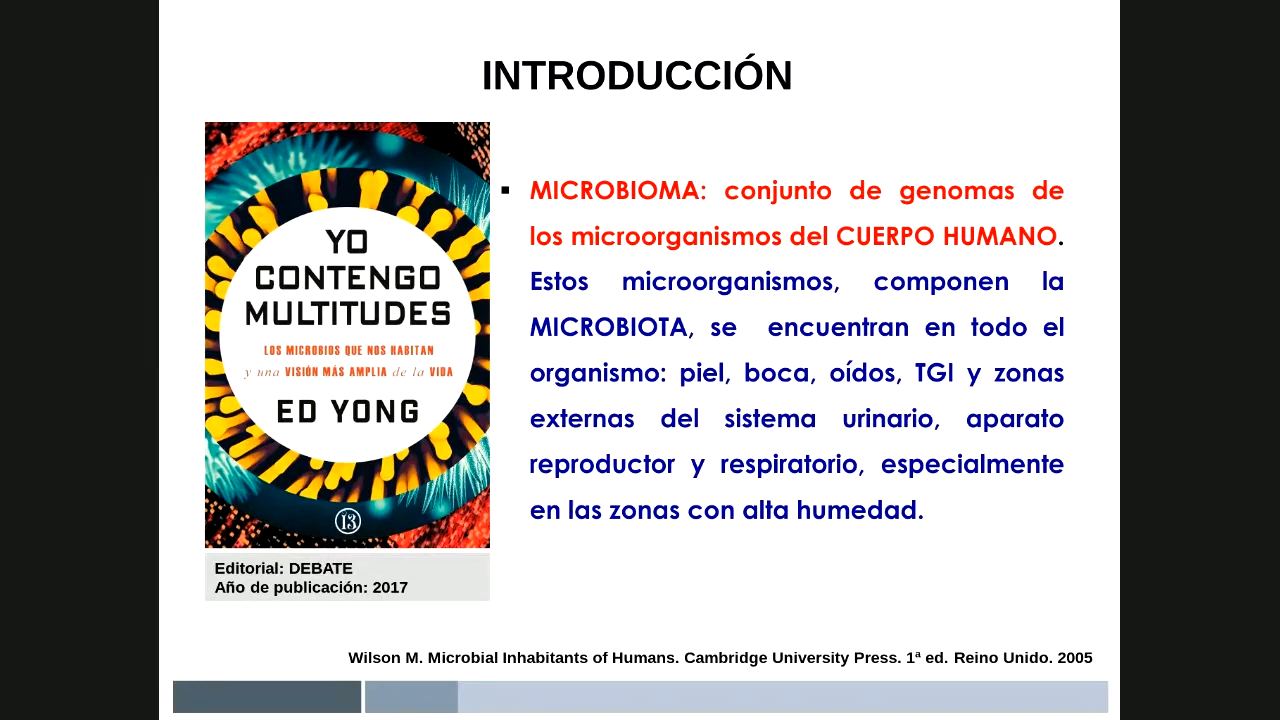 INTRODUCCIÓN
YO
CONTENGO
MULTITUDES
LOS MICROBIOS QUE NOS HABITAN
y una VISIÓN MÁS AMPLIA de la VIDA
ED YONG
13
Editorial: DEBATE
Año de publicación: 2017
▪ MICROBIOMA: conjunto de genomas de
los microorganismos del CUERPO HUMANO.
Estos microorganismos, componen la
MICROBIOTA, se encuentran en todo el
organismo: piel, boca, oídos, TGI y zonas
externas del sistema urinario, aparato
reproductor y respiratorio, especialmente
en las zonas con alta humedad.
Wilson M. Microbial Inhabitants of Humans. Cambridge University Press. 1ª ed. Reino Unido. 2005